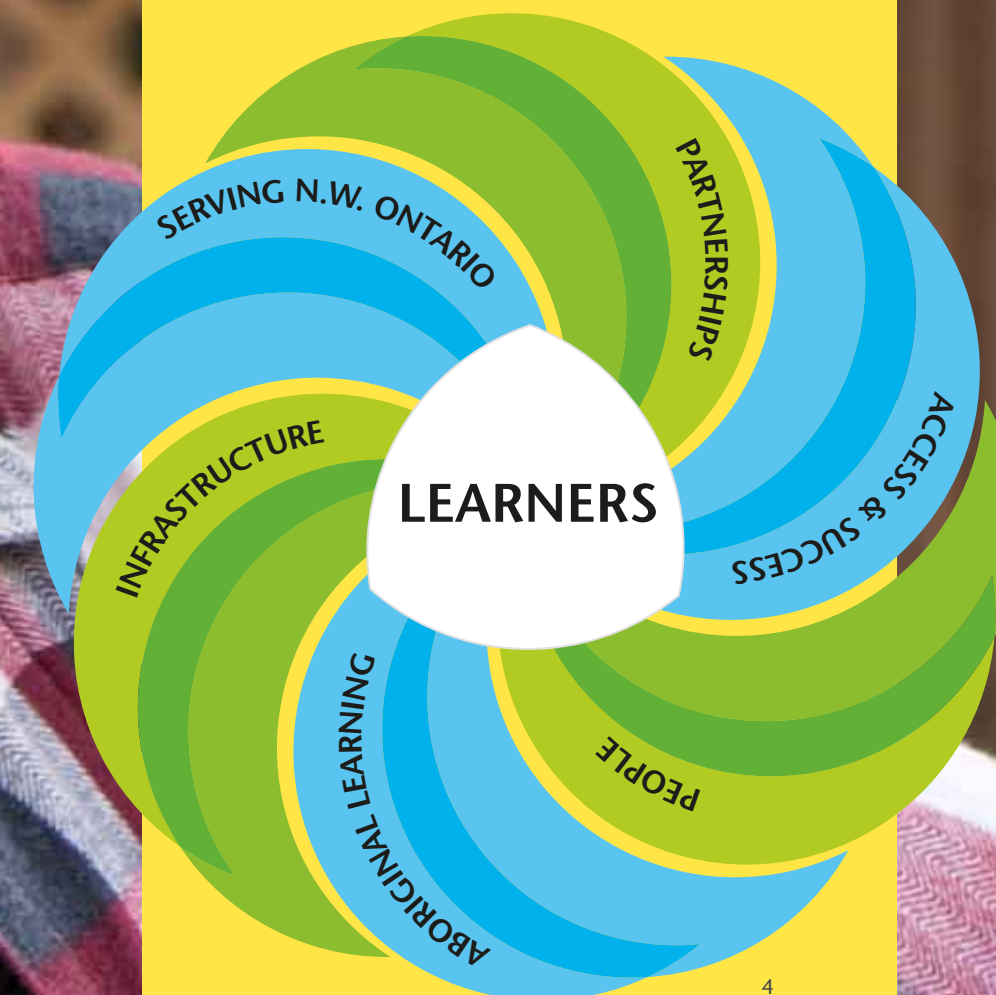 SERVING N.W. ONTARIO
PARTNERSHIPS
ACCESS & SUCCESS
PEOPLE
ABORIGINAL LEARNING
INFRASTRUCTURE
LEARNERS
4